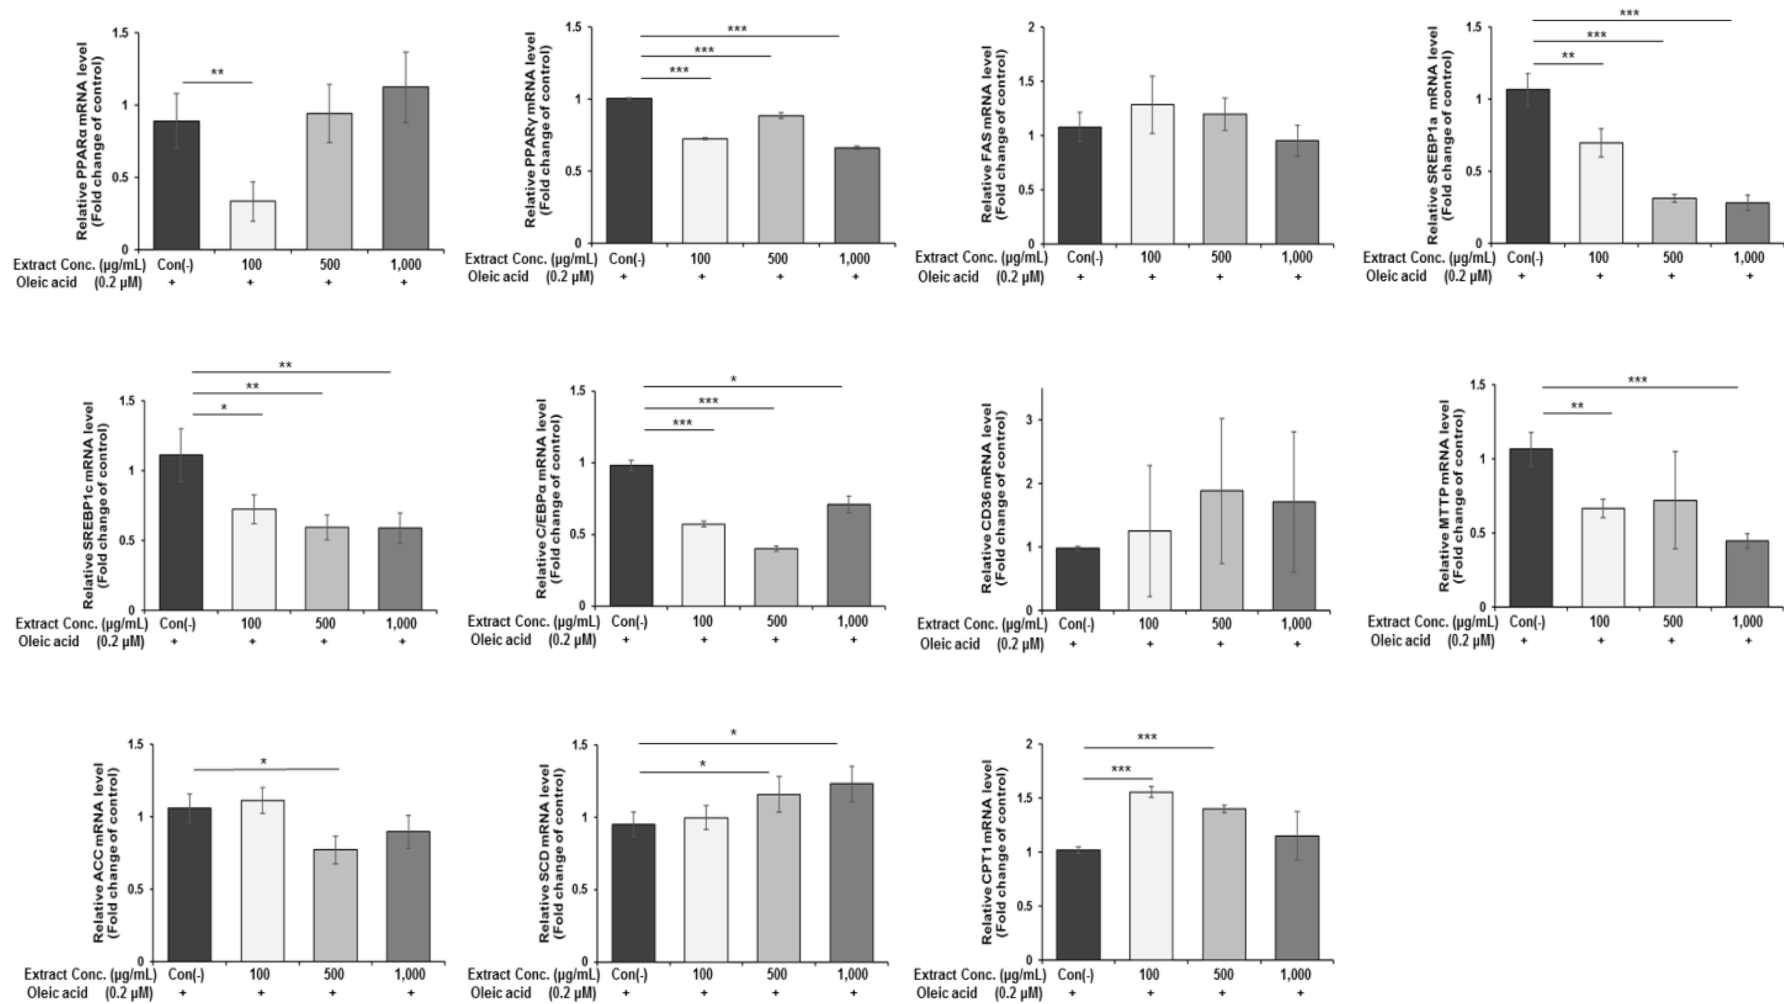 Relative PPARα mRNA level
(Fold change of control)
1.5
1
0.5
0
**
Extract Conc. (µg/mL) Con(-) 100 500 1,000
Oleic acid (0.2 µM) + + + +
Relative PPARγ mRNA level
(Fold change of control)
1.5
1
0.5
0
***
***
***
Extract Conc. (µg/mL) Con(-) 100 500 1,000
Oleic acid (0.2 µM) + + + +
Relative FAS mRNA level
(Fold change of control)
2
1.5
1
0.5
0
Extract Conc. (µg/mL) Con(-) 100 500 1,000
Oleic acid (0.2 µM) + + + +
Relative SREBP1a mRNA level
(Fold change of control)
1.5
1
0.5
0
***
***
**
Extract Conc. (µg/mL) Con(-) 100 500 1,000
Oleic acid (0.2 µM) + + + +
Relative SREBP1c mRNA level
(Fold change of control)
1.5
1
0.5
0
**
**
*
Extract Conc. (µg/mL) Con(-) 100 500 1,000
Oleic acid (0.2 µM) + + + +
Relative C/EBPα mRNA level
(Fold change of control)
1.5
1
0.5
0
*
***
***
Extract Conc. (µg/mL) Con(-) 100 500 1,000
Oleic acid (0.2 µM) + + + +
Relative CD36 mRNA level
(Fold change of control)
3
2
1
0
Extract Conc. (µg/mL) Con(-) 100 500 1,000
Oleic acid (0.2 µM) + + + +
Relative MTTP mRNA level
(Fold change of control)
1.5
1
0.5
0
***
**
Extract Conc. (µg/mL) Con(-) 100 500 1,000
Oleic acid (0.2 µM) + + + +
Relative ACC mRNA level
(Fold change of control)
1.5
1
0.5
0
*
Extract Conc. (µg/mL) Con(-) 100 500 1,000
Oleic acid (0.2 µM) + + + +
Relative SCD mRNA level
(Fold change of control)
1.5
1
0.5
0
*
*
Extract Conc. (µg/mL) Con(-) 100 500 1,000
Oleic acid (0.2 µM) + + + +
Relative CPT1 mRNA level
(Fold change of control)
2
1.5
1
0.5
0
***
***
Extract Conc. (µg/mL) Con(-) 100 500 1,000
Oleic acid (0.2 µM) + + + +